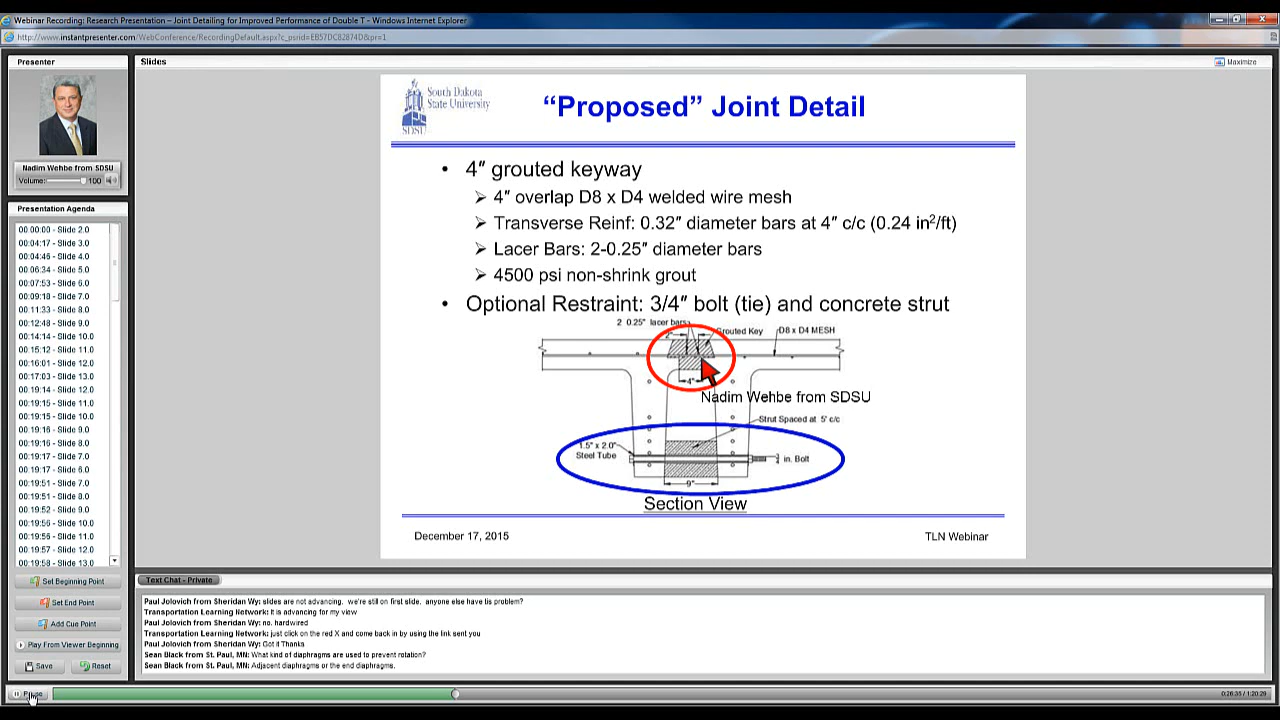 Webinar Recording: Research Presentation – Joint Detailing for Improved Performance of Double T - Windows Internet Explorer
http://www.instantpresenter.com/WebConference/RecordingDefault.aspx?c_psrid=EB57DC82874D&pr=1
Presenter
Nadim Wehbe from SDSU
Volume: 100
Presentation Agenda
00:00:00 - Slide 2.0
00:04:17 - Slide 3.0
00:04:46 - Slide 4.0
00:06:34 - Slide 5.0
00:07:53 - Slide 6.0
00:09:18 - Slide 7.0
00:11:33 - Slide 8.0
00:12:48 - Slide 9.0
00:14:14 - Slide 10.0
00:15:12 - Slide 11.0
00:16:01 - Slide 12.0
00:17:03 - Slide 13.0
00:19:14 - Slide 12.0
00:19:15 - Slide 11.0
00:19:15 - Slide 10.0
00:19:16 - Slide 9.0
00:19:16 - Slide 8.0
00:19:17 - Slide 7.0
00:19:17 - Slide 6.0
00:19:51 - Slide 7.0
00:19:51 - Slide 8.0
00:19:52 - Slide 9.0
00:19:56 - Slide 10.0
00:19:56 - Slide 11.0
00:19:57 - Slide 12.0
00:19:58 - Slide 13.0
Set Beginning Point
Set End Point
Add Cue Point
Play From Viewer Beginning
Save Reset
Slides
Maximize
South Dakota
State University
SDSU
“Proposed” Joint Detail
• 4″ grouted keyway
➢ 4″ overlap D8 x D4 welded wire mesh
➢ Transverse Reinf: 0.32″ diameter bars at 4″ c/c (0.24 in²/ft)
➢ Lacer Bars: 2-0.25″ diameter bars
➢ 4500 psi non-shrink grout
• Optional Restraint: 3/4″ bolt (tie) and concrete strut
2 0.25" lacer bars
2"
Grouted Key
D8 x D4 MESH
4"
Nadim Wehbe from SDSU
Strut Spaced at 5' c/c
1.5" x 2.0"
Steel Tube
3/4 in. Bolt
9"
Section View
December 17, 2015
TLN Webinar
Text Chat - Private
Paul Jolovich from Sheridan Wy: slides are not advancing. we're still on first slide. anyone else have tis problem?
Transportation Learning Network: It is advancing for my view
Paul Jolovich from Sheridan Wy: no. hardwired
Transportation Learning Network: just click on the red X and come back in by using the link sent you
Paul Jolovich from Sheridan Wy: Got it Thanks
Sean Black from St. Paul, MN: What kind of diaphragms are used to prevent rotation?
Sean Black from St. Paul, MN: Adjacent diaphragms or the end diaphragms.
Pause
0:26:35 / 1:20:29